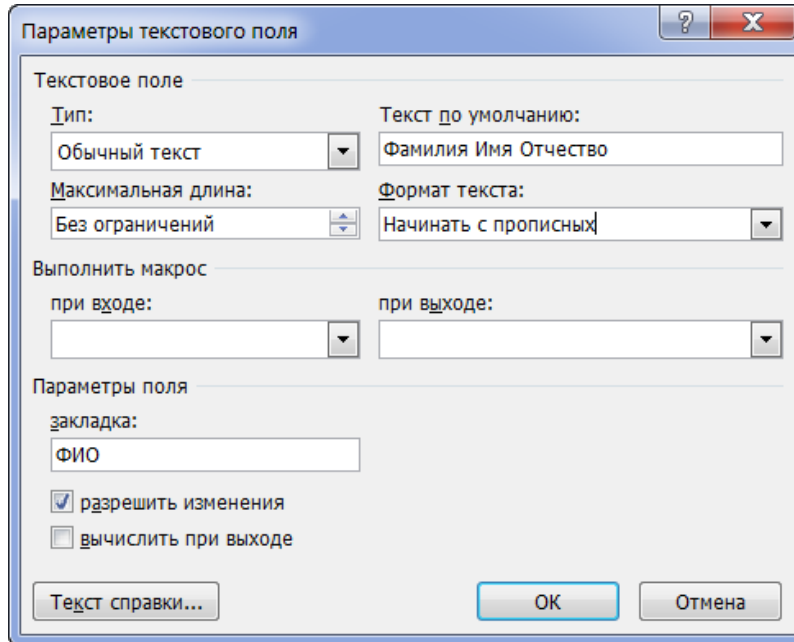 Параметры текстового поля
Текстовое поле
Тип: Текст по умолчанию:
Обычный текст Фамилия Имя Отчество
Максимальная длина: Формат текста:
Без ограничений Начинать с прописных
Выполнить макрос
при входе: при выходе:
Параметры поля
закладка:
ФИО
разрешить изменения
вычислить при выходе
Текст справки... ОК Отмена